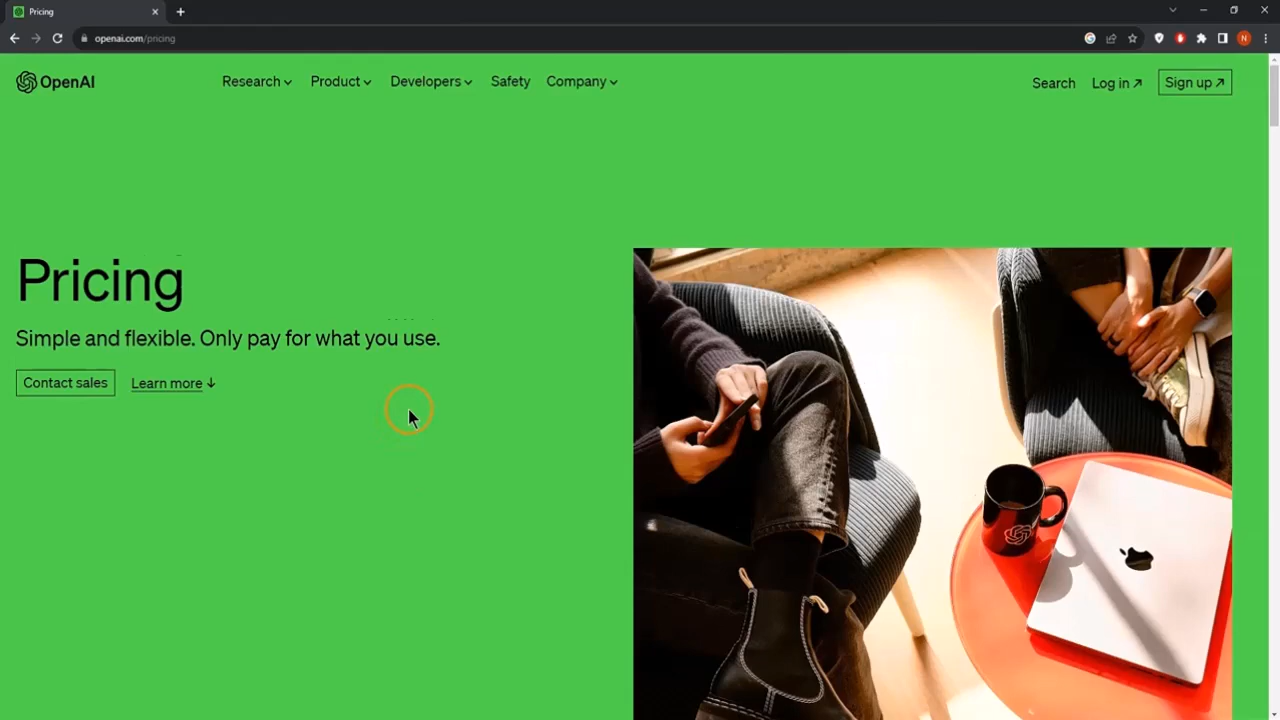 Pricing
openai.com/pricing
N
OpenAI
Research Product Developers Safety Company
Search Log in Sign up
Pricing
Simple and flexible. Only pay for what you use.
Contact sales Learn more